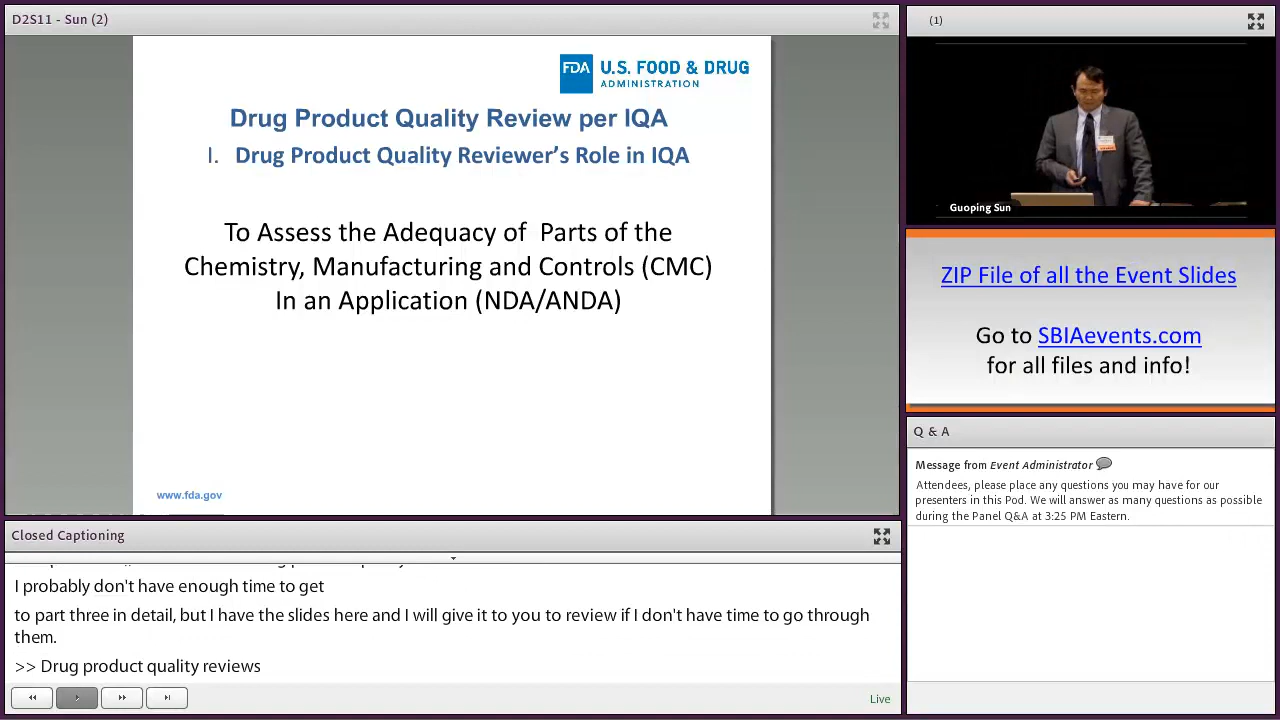 D2S11 - Sun (2)
FDA U.S. FOOD & DRUG
ADMINISTRATION
Drug Product Quality Review per IQA
I. Drug Product Quality Reviewer's Role in IQA
To Assess the Adequacy of Parts of the
Chemistry, Manufacturing and Controls (CMC)
In an Application (NDA/ANDA)
www.fda.gov
Closed Captioning
I probably don't have enough time to get
to part three in detail, but I have the slides here and I will give it to you to review if I don't have time to go through
them.
>> Drug product quality reviews
Live
(1)
Guoping Sun
ZIP File of all the Event Slides
Go to SBIAevents.com
for all files and info!
Q & A
Message from Event Administrator
Attendees, please place any questions you may have for our
presenters in this Pod. We will answer as many questions as possible
during the Panel Q&A at 3:25 PM Eastern.